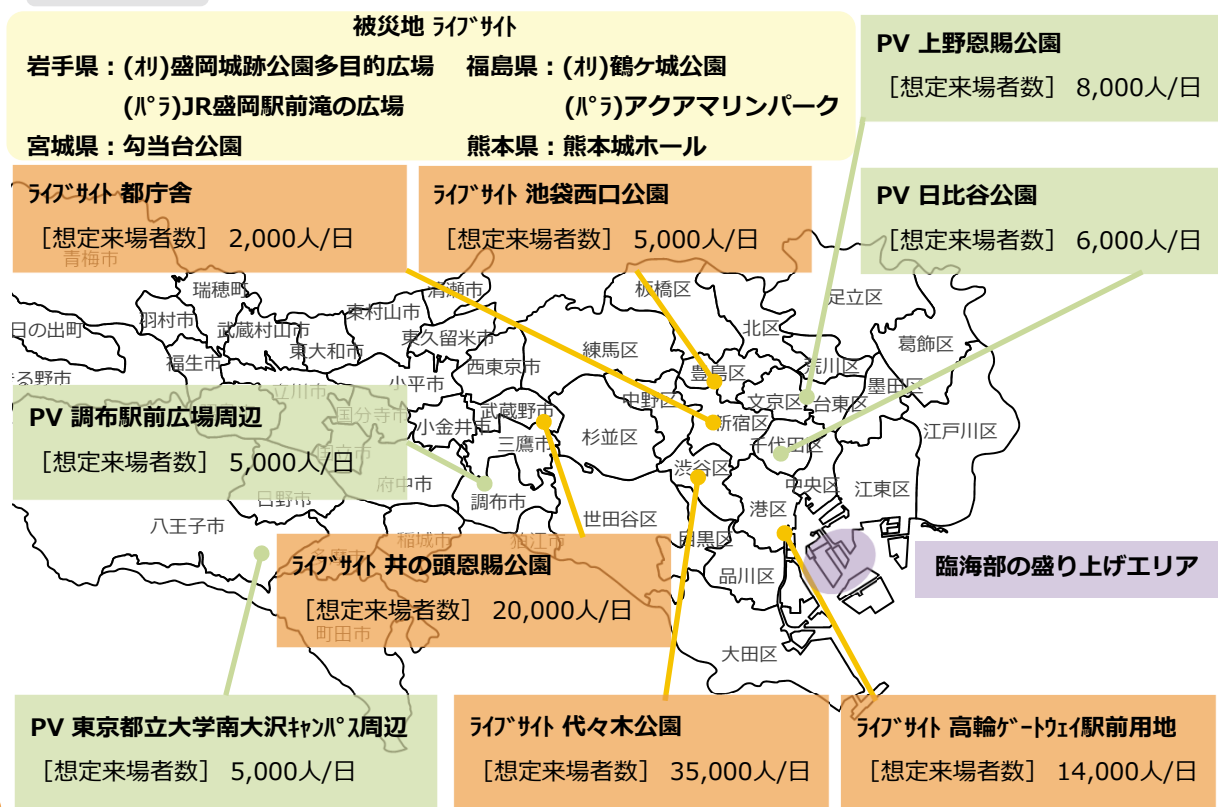 被災地 ﾗｲﾌﾞｻｲﾄ
岩手県：(ｵﾘ)盛岡城跡公園多目的広場
(ﾊﾟﾗ)JR盛岡駅前滝の広場
宮城県：勾当台公園
福島県：(ｵﾘ)鶴ケ城公園
(ﾊﾟﾗ)アクアマリンパーク
熊本県：熊本城ホール
PV 上野恩賜公園
［想定来場者数］ 8,000人/日
ﾗｲﾌﾞｻｲﾄ 都庁舎
［想定来場者数］ 2,000人/日
ﾗｲﾌﾞｻｲﾄ 池袋西口公園
［想定来場者数］ 5,000人/日
PV 日比谷公園
［想定来場者数］ 6,000人/日
青梅市
瑞穂町
清瀬市
板橋区
足立区
羽村市
東村山市
日の出町
武蔵村山市
東久留米市
北区
葛飾区
福生市
東大和市
西東京市
練馬区
豊島区
荒川区
墨田区
立川市
小平市
中野区
文京区
台東区
PV 調布駅前広場周辺
［想定来場者数］ 5,000人/日
国分寺市
小金井市
武蔵野市
三鷹市
杉並区
新宿区
千代田区
江戸川区
渋谷区
日野市
府中市
調布市
中央区
江東区
八王子市
稲城市
狛江市
世田谷区
港区
目黒区
多摩市
品川区
臨海部の盛り上げエリア
ﾗｲﾌﾞｻｲﾄ 井の頭恩賜公園
［想定来場者数］ 20,000人/日
町田市
大田区
PV 東京都立大学南大沢ｷｬﾝﾊﾟｽ周辺
［想定来場者数］ 5,000人/日
ﾗｲﾌﾞｻｲﾄ 代々木公園
［想定来場者数］ 35,000人/日
ﾗｲﾌﾞｻｲﾄ 高輪ｹﾞｰﾄｳｪｲ駅前用地
［想定来場者数］ 14,000人/日